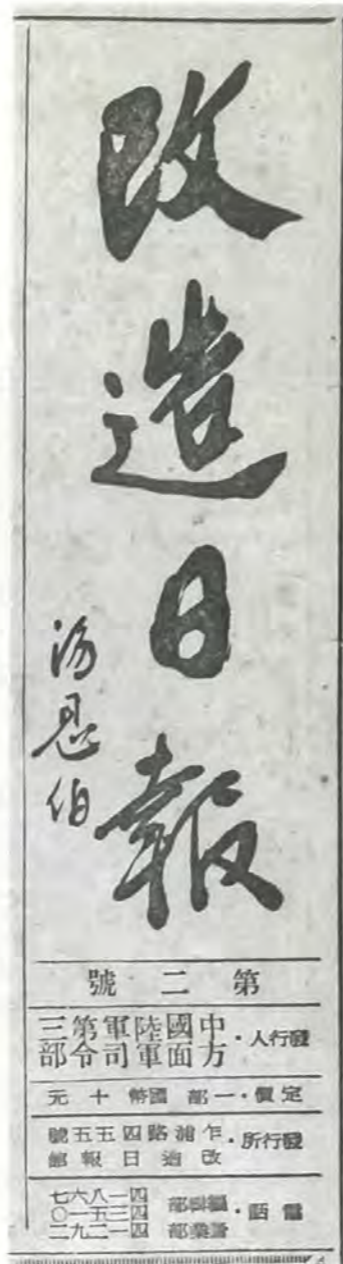 改造日報
湯恩伯
第二號
發行人・中國陸軍第三
方面軍司令部
定價・一部 國幣十元
發行所・乍浦路四五五號
改造日報館
電話・編輯部 四一八六七
四三五一〇
營業部 四一二九二